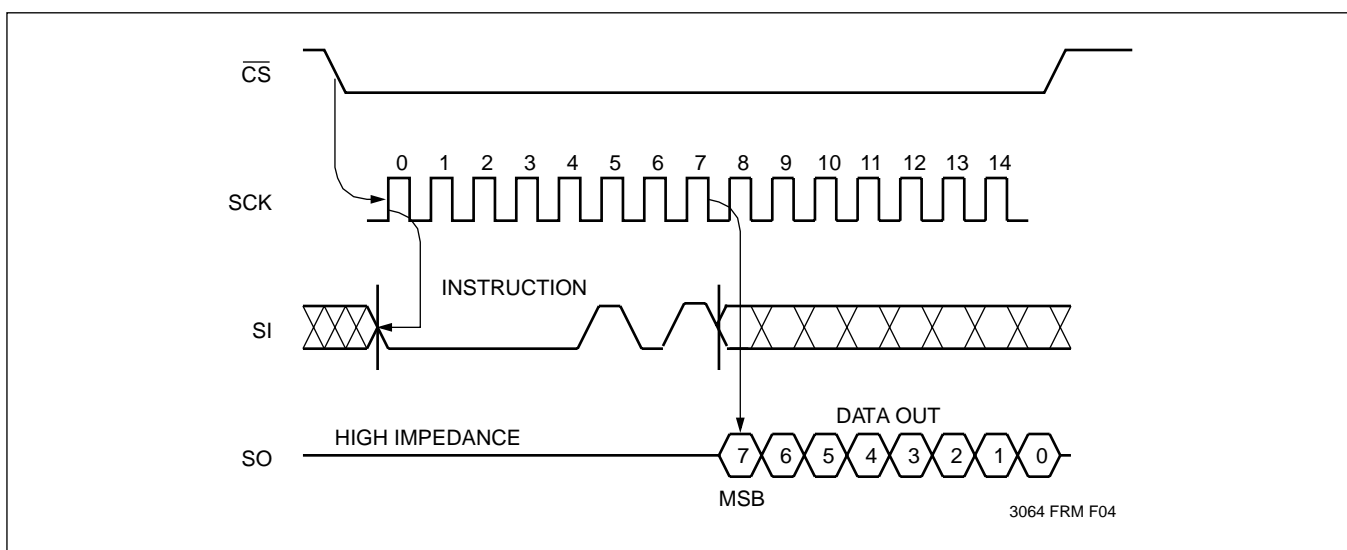 C̅S̅
0 1 2 3 4 5 6 7 8 9 10 11 12 13 14
SCK
INSTRUCTION
SI
DATA OUT
HIGH IMPEDANCE
SO
7 6 5 4 3 2 1 0
MSB
3064 FRM F04